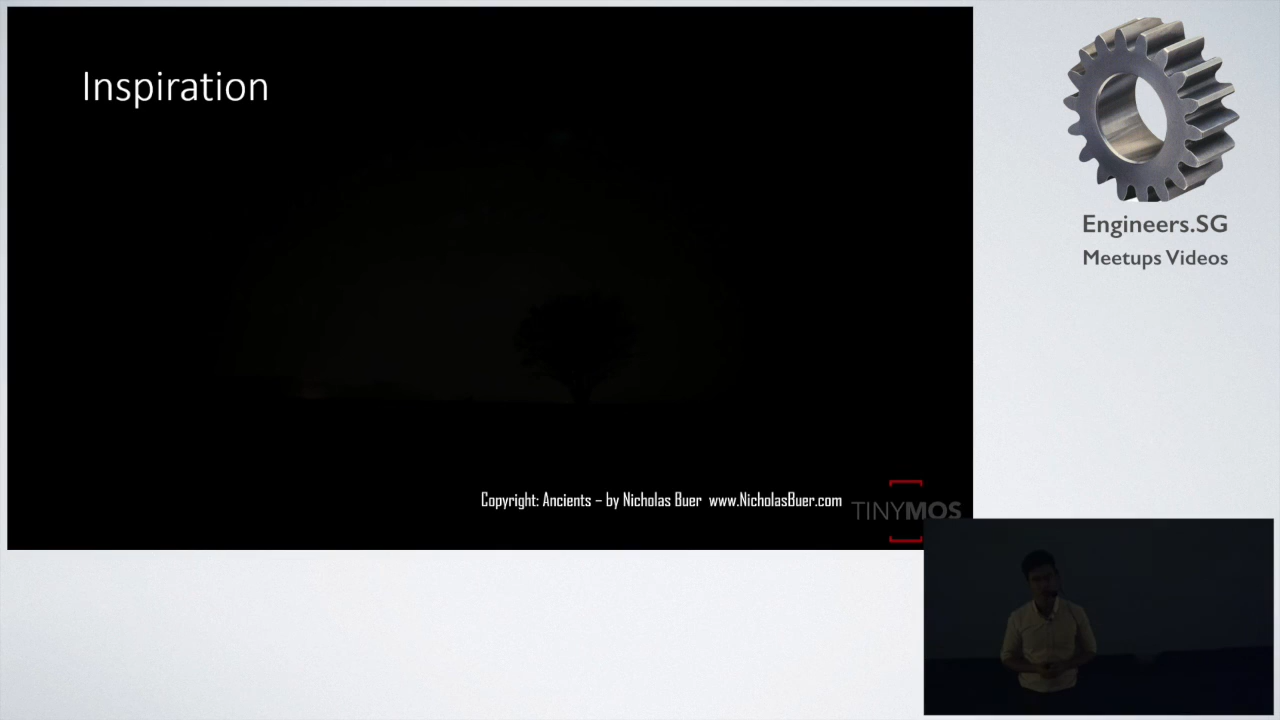 Inspiration
Engineers.SG
Meetups Videos
Copyright: Ancients – by Nicholas Buer www.NicholasBuer.com
TINYMOS